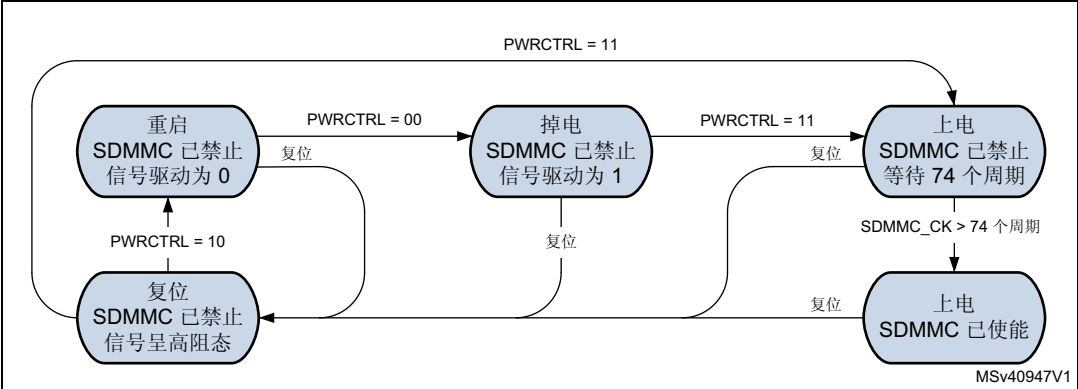 PWRCTRL = 11
重启
SDMMC 已禁止
信号驱动为 0
PWRCTRL = 00
复位
掉电
SDMMC 已禁止
信号驱动为 1
PWRCTRL = 11
复位
上电
SDMMC 已禁止
等待 74 个周期
PWRCTRL = 10
复位
SDMMC_CK > 74 个周期
复位
SDMMC 已禁止
信号呈高阻态
复位
上电
SDMMC 已使能
MSv40947V1